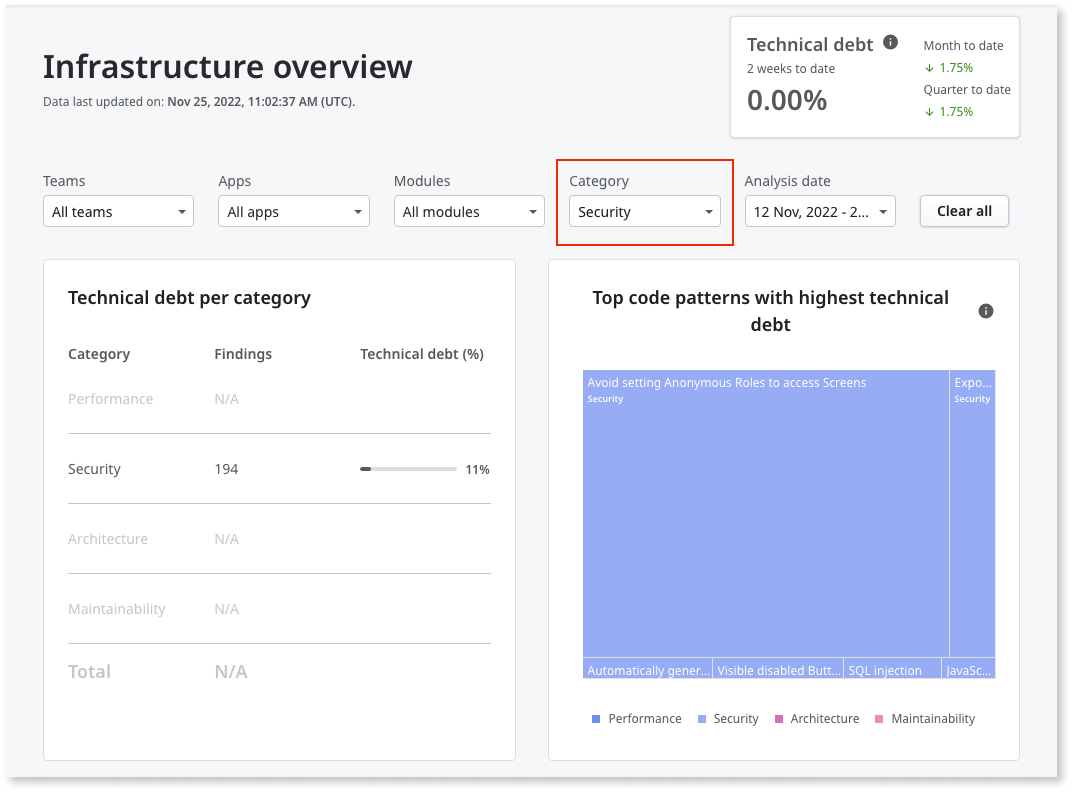 Infrastructure overview
Data last updated on: Nov 25, 2022, 11:02:37 AM (UTC).
Technical debt
2 weeks to date
0.00%
Month to date
↓ 1.75%
Quarter to date
↓ 1.75%
Teams
All teams
Apps
All apps
Modules
All modules
Category
Security
Analysis date
12 Nov, 2022 - 2...
Clear all
Technical debt per category
Category Findings Technical debt (%)
Performance N/A
Security 194 11%
Architecture N/A
Maintainability N/A
Total N/A
Top code patterns with highest technical
debt
Avoid setting Anonymous Roles to access Screens
Security
Expo...
Security
Automatically gener...
Visible disabled Butt...
SQL injection
JavaSc...
Performance Security Architecture Maintainability